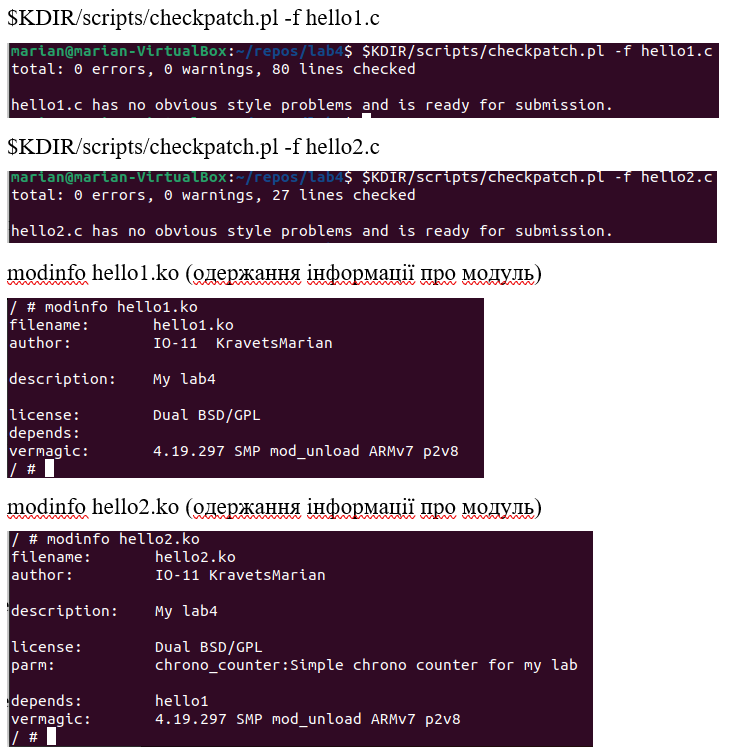 $KDIR/scripts/checkpatch.pl -f hello1.c
marian@marian-VirtualBox:~/repos/lab4$ $KDIR/scripts/checkpatch.pl -f hello1.c
total: 0 errors, 0 warnings, 80 lines checked
hello1.c has no obvious style problems and is ready for submission.
$KDIR/scripts/checkpatch.pl -f hello2.c
marian@marian-VirtualBox:~/repos/lab4$ $KDIR/scripts/checkpatch.pl -f hello2.c
total: 0 errors, 0 warnings, 27 lines checked
hello2.c has no obvious style problems and is ready for submission.
modinfo hello1.ko (одержання інформації про модуль)
/ # modinfo hello1.ko
filename:       hello1.ko
author:         IO-11  KravetsMarian
description:    My lab4
license:        Dual BSD/GPL
depends:
vermagic:       4.19.297 SMP mod_unload ARMv7 p2v8
/ #
modinfo hello2.ko (одержання інформації про модуль)
/ # modinfo hello2.ko
filename:       hello2.ko
author:         IO-11 KravetsMarian
description:    My lab4
license:        Dual BSD/GPL
parm:           chrono_counter:Simple chrono counter for my lab
depends:        hello1
vermagic:       4.19.297 SMP mod_unload ARMv7 p2v8
/ #